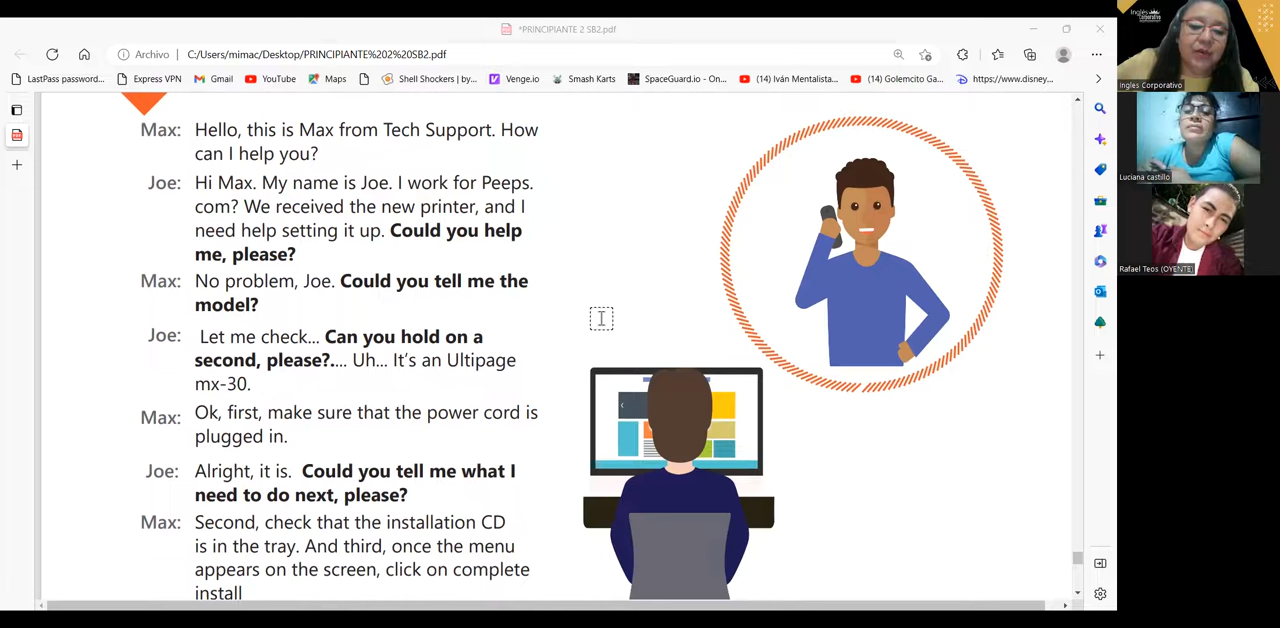 *PRINCIPIANTE 2 SB2.pdf
Archivo | C:/Users/mimac/Desktop/PRINCIPIANTE%202%20SB2.pdf
LastPass password... Express VPN Gmail YouTube Maps Shell Shockers | by... Venge.io Smash Karts SpaceGuard.io - On... (14) Iván Mentalista... (14) Golemcito Ga... https://www.disney...
Max: Hello, this is Max from Tech Support. How
can I help you?
Joe: Hi Max. My name is Joe. I work for Peeps.
com? We received the new printer, and I
need help setting it up. Could you help
me, please?
Max: No problem, Joe. Could you tell me the
model?
Joe: Let me check... Can you hold on a
second, please?.... Uh... It's an Ultipage
mx-30.
Max: Ok, first, make sure that the power cord is
plugged in.
Joe: Alright, it is. Could you tell me what I
need to do next, please?
Max: Second, check that the installation CD
is in the tray. And third, once the menu
appears on the screen, click on complete
install
Inglés
Corporativo
Ingles Corporativo
Luciana castillo
Rafael Teos (OYENTE)